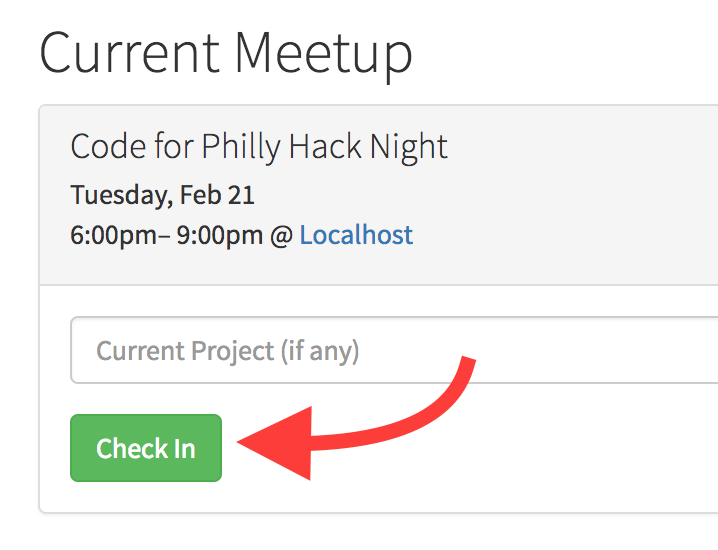 Current Meetup
Code for Philly Hack Night
Tuesday, Feb 21
6:00pm– 9:00pm @ Localhost
Current Project (if any)
Check In